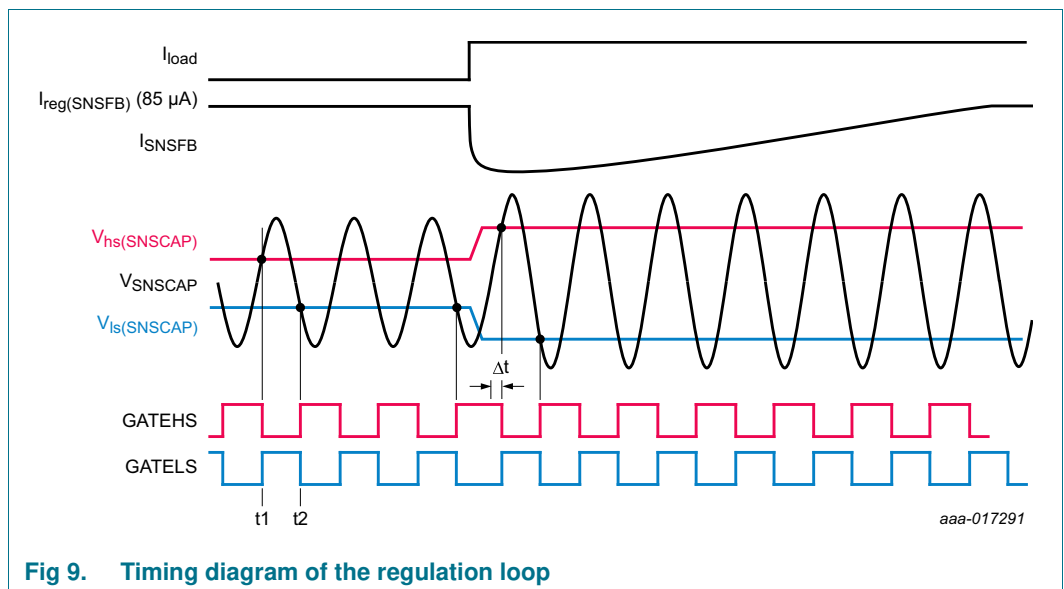 Iload
Ireg(SNSFB) (85 µA)
ISNSFB
Vhs(SNSCAP)
VSNSCAP
Vls(SNSCAP)
Δt
GATEHS
GATELS
t1 t2
aaa-017291
Fig 9. Timing diagram of the regulation loop